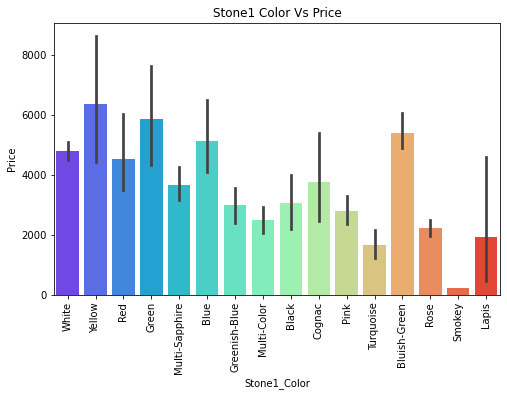 Stone1 Color Vs Price
Price
8000
6000
4000
2000
0
White
Yellow
Red
Green
Multi-Sapphire
Blue
Greenish-Blue
Multi-Color
Black
Cognac
Pink
Turquoise
Bluish-Green
Rose
Smokey
Lapis
Stone1_Color